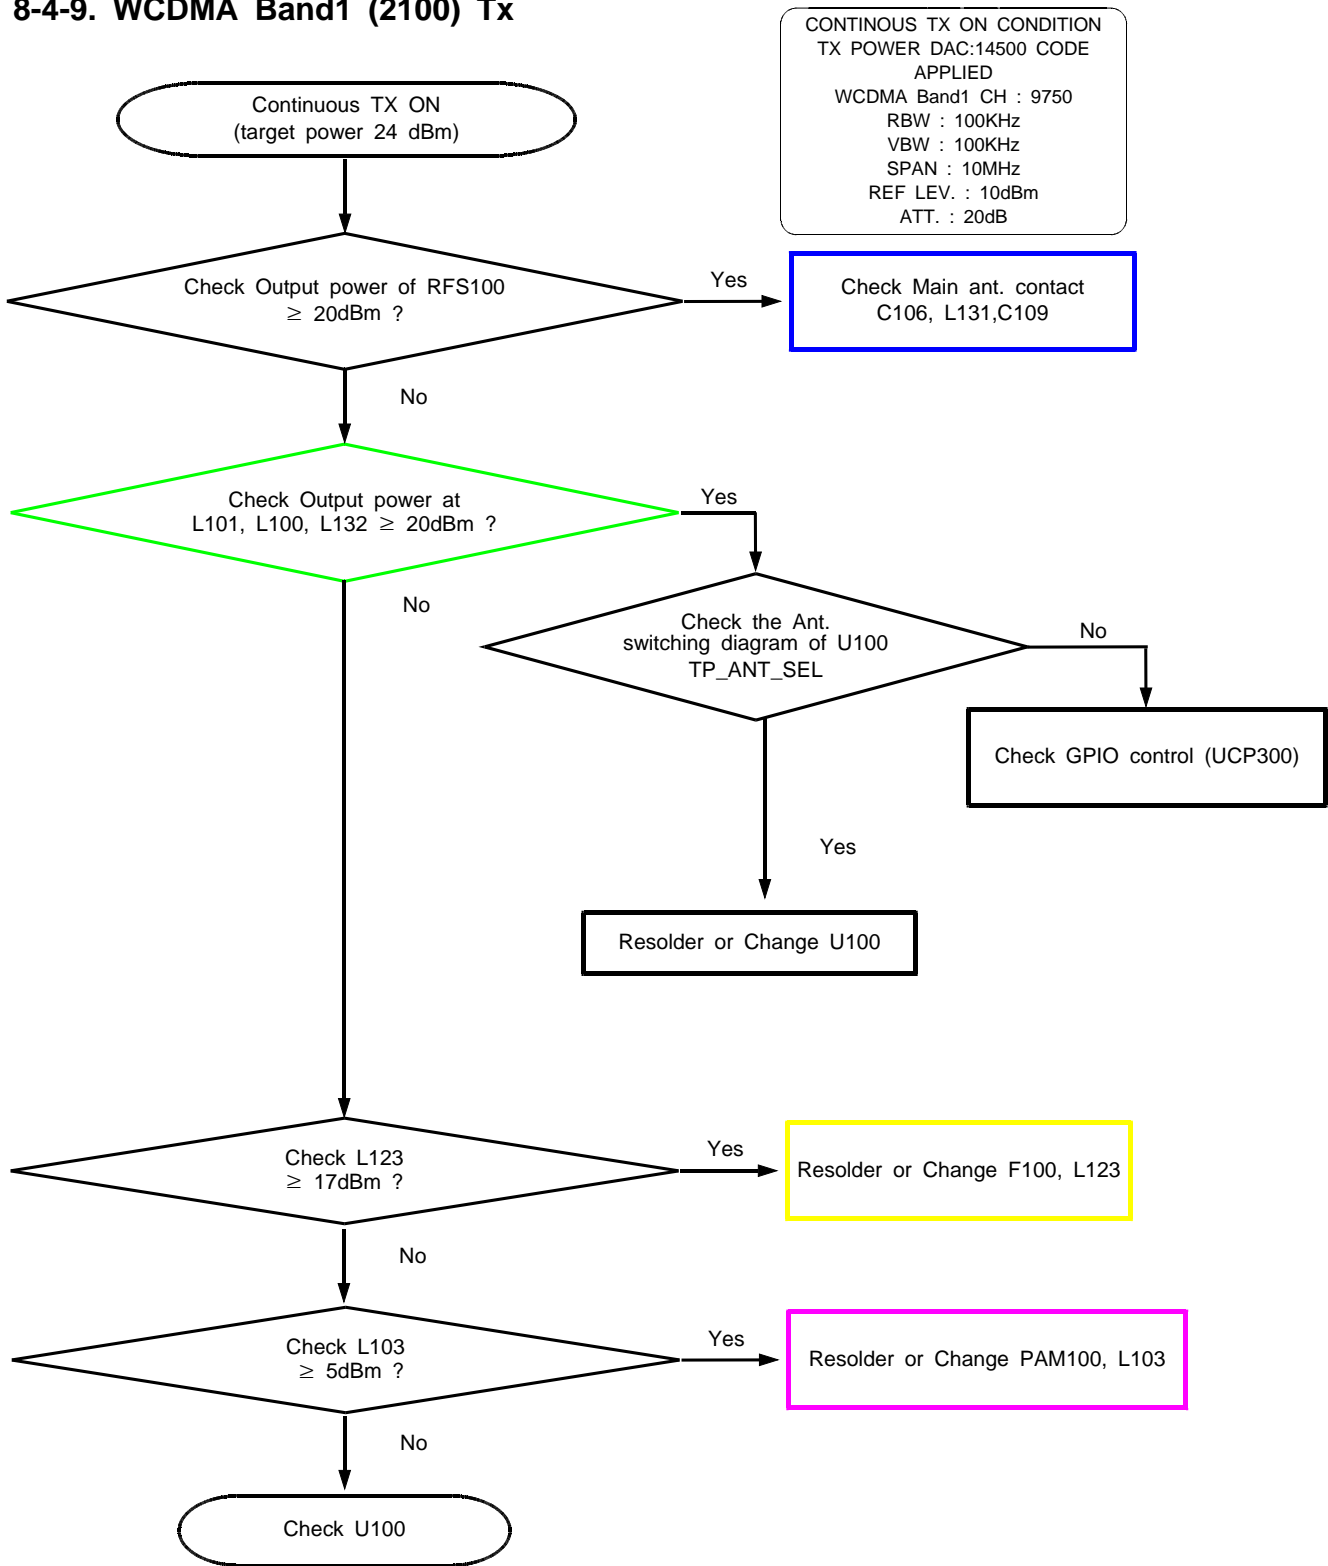 8-4-9. WCDMA Band1 (2100) Tx
CONTINOUS TX ON CONDITION
TX POWER DAC:14500 CODE
APPLIED
WCDMA Band1 CH : 9750
RBW : 100KHz
VBW : 100KHz
SPAN : 10MHz
REF LEV. : 10dBm
ATT. : 20dB
Continuous TX ON
(target power 24 dBm)
Check Output power of RFS100
≥ 20dBm ?
Yes
Check Main ant. contact
C106, L131,C109
No
Check Output power at
L101, L100, L132 ≥ 20dBm ?
Yes
No
Check the Ant.
switching diagram of U100
TP_ANT_SEL
No
Check GPIO control (UCP300)
Yes
Resolder or Change U100
Check L123
≥ 17dBm ?
Yes
Resolder or Change F100, L123
No
Check L103
≥ 5dBm ?
Yes
Resolder or Change PAM100, L103
No
Check U100